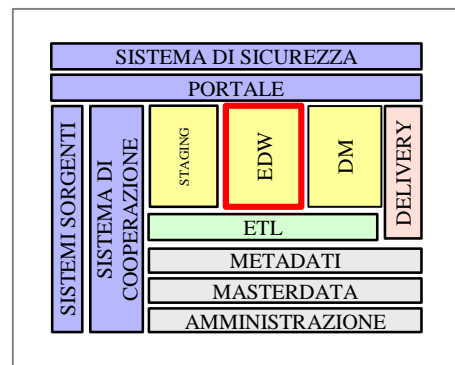 SISTEMA DI SICUREZZA
PORTALE
SISTEMI SORGENTI
SISTEMA DI
COOPERAZIONE
STAGING
EDW
DM
DELIVERY
ETL
METADATI
MASTERDATA
AMMINISTRAZIONE